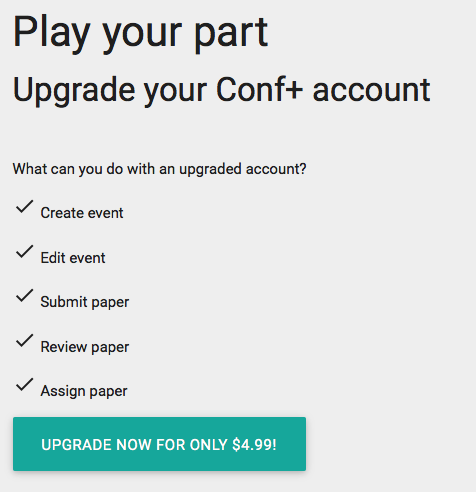 Play your part
Upgrade your Conf+ account
What can you do with an upgraded account?
Create event
Edit event
Submit paper
Review paper
Assign paper
UPGRADE NOW FOR ONLY $4.99!